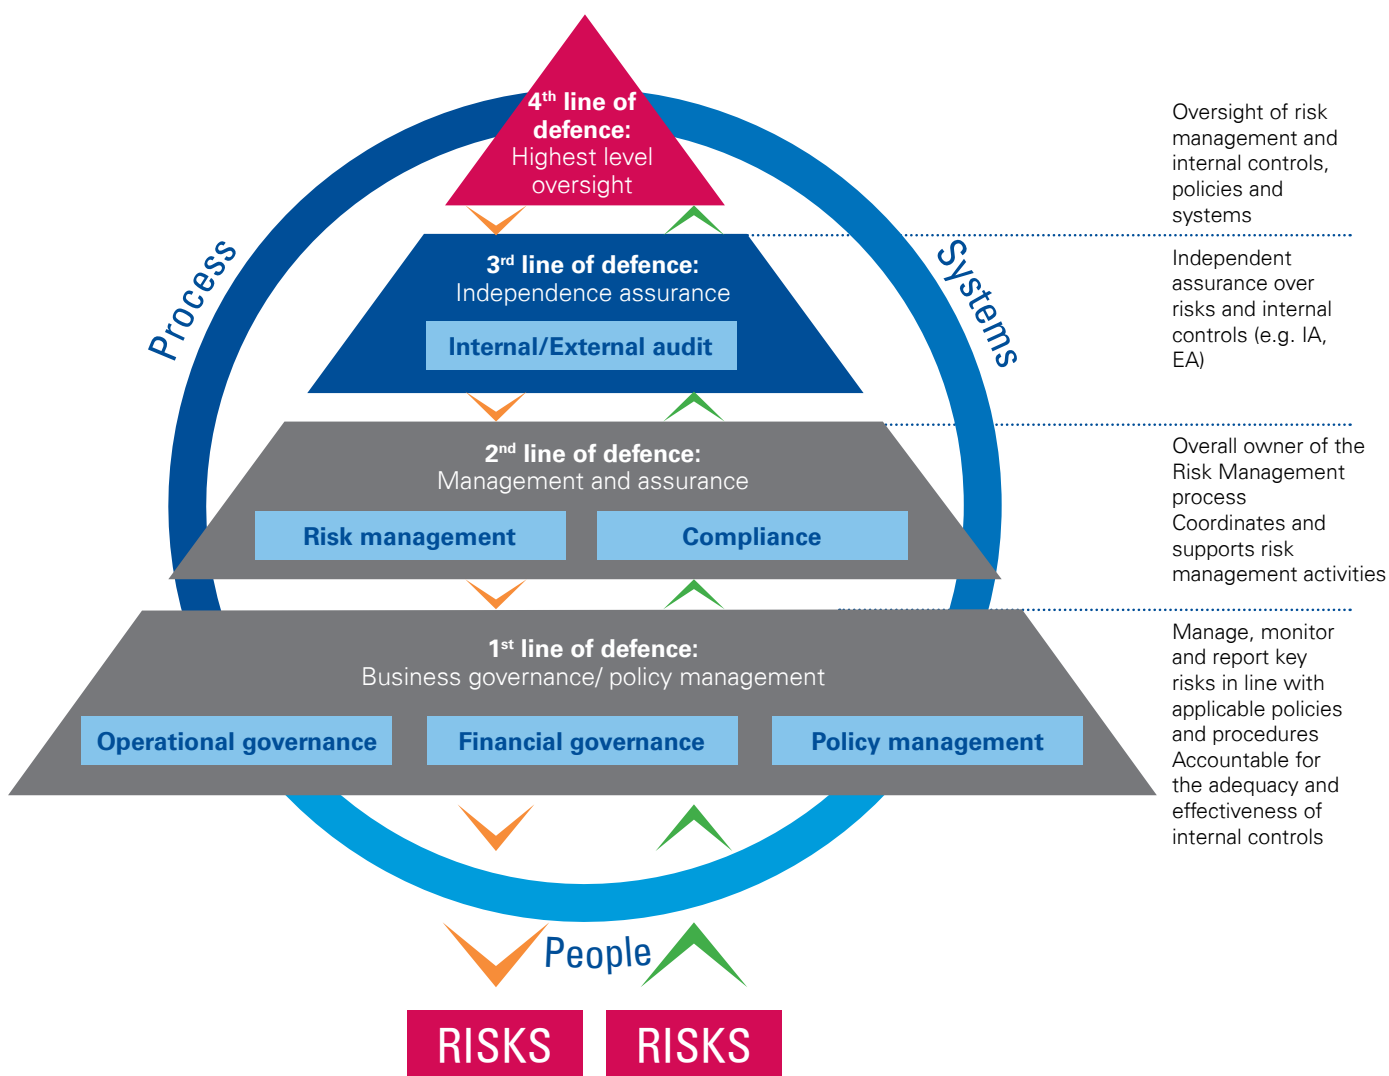 4th line of
defence:
Highest level
oversight
Oversight of risk
management and
internal controls,
policies and
systems
Process
Systems
3rd line of defence:
Independence assurance
Internal/External audit
Independent
assurance over
risks and internal
controls (e.g. IA,
EA)
2nd line of defence:
Management and assurance
Risk management
Compliance
Overall owner of the
Risk Management
process
Coordinates and
supports risk
management activities
1st line of defence:
Business governance/ policy management
Operational governance
Financial governance
Policy management
Manage, monitor
and report key
risks in line with
applicable policies
and procedures
Accountable for
the adequacy and
effectiveness of
internal controls
People
RISKS
RISKS